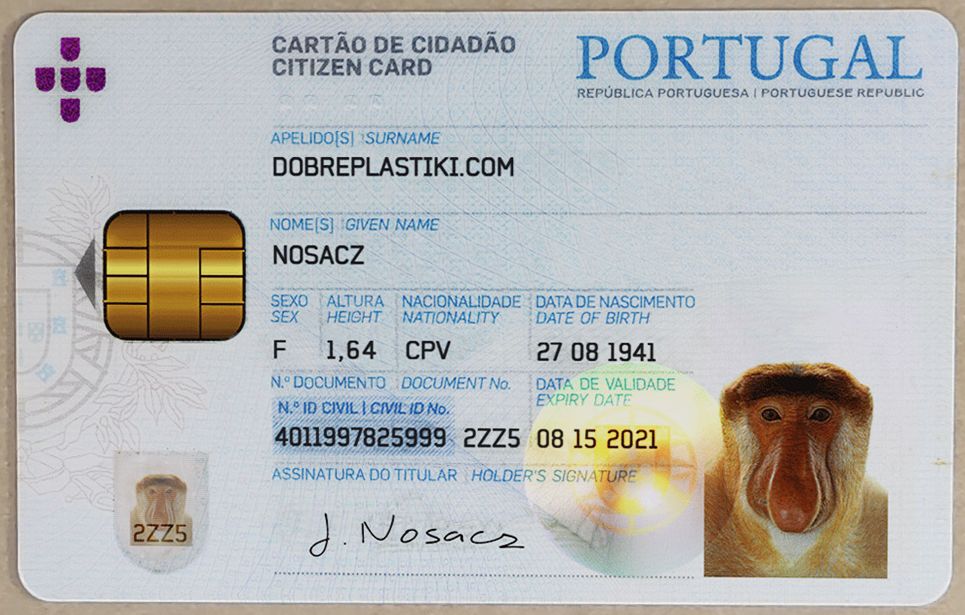 CARTÃO DE CIDADÃO
CITIZEN CARD
PORTUGAL
REPÚBLICA PORTUGUESA | PORTUGUESE REPUBLIC
APELIDO[S] SURNAME
DOBREPLASTIKI.COM
NOME[S] GIVEN NAME
NOSACZ
SEXO ALTURA NACIONALIDADE DATA DE NASCIMENTO
SEX HEIGHT NATIONALITY DATE OF BIRTH
F 1,64 CPV 27 08 1941
N.º DOCUMENTO DOCUMENT No. DATA DE VALIDADE
N.º ID CIVIL | CIVIL ID No. EXPIRY DATE
4011997825999 2ZZ5 08 15 2021
ASSINATURA DO TITULAR HOLDER'S SIGNATURE
2ZZ5
J. Nosacz